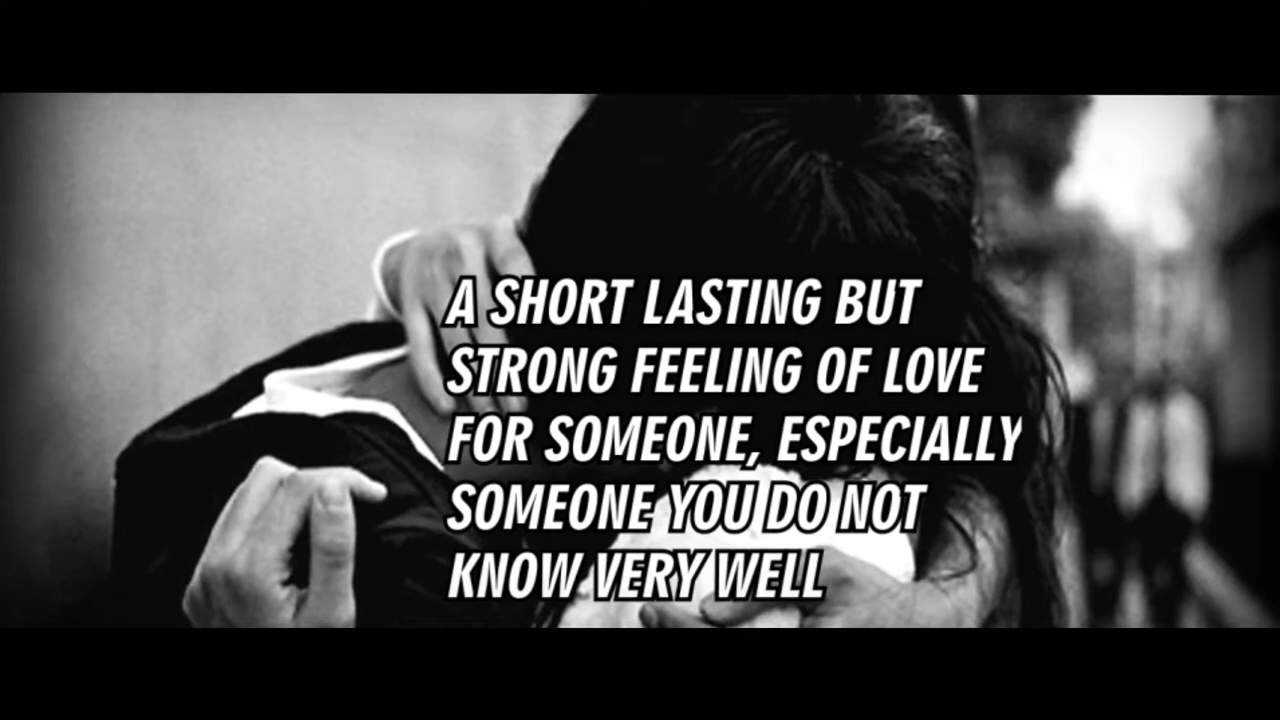 A SHORT LASTING BUT
STRONG FEELING OF LOVE
FOR SOMEONE, ESPECIALLY
SOMEONE YOU DO NOT
KNOW VERY WELL